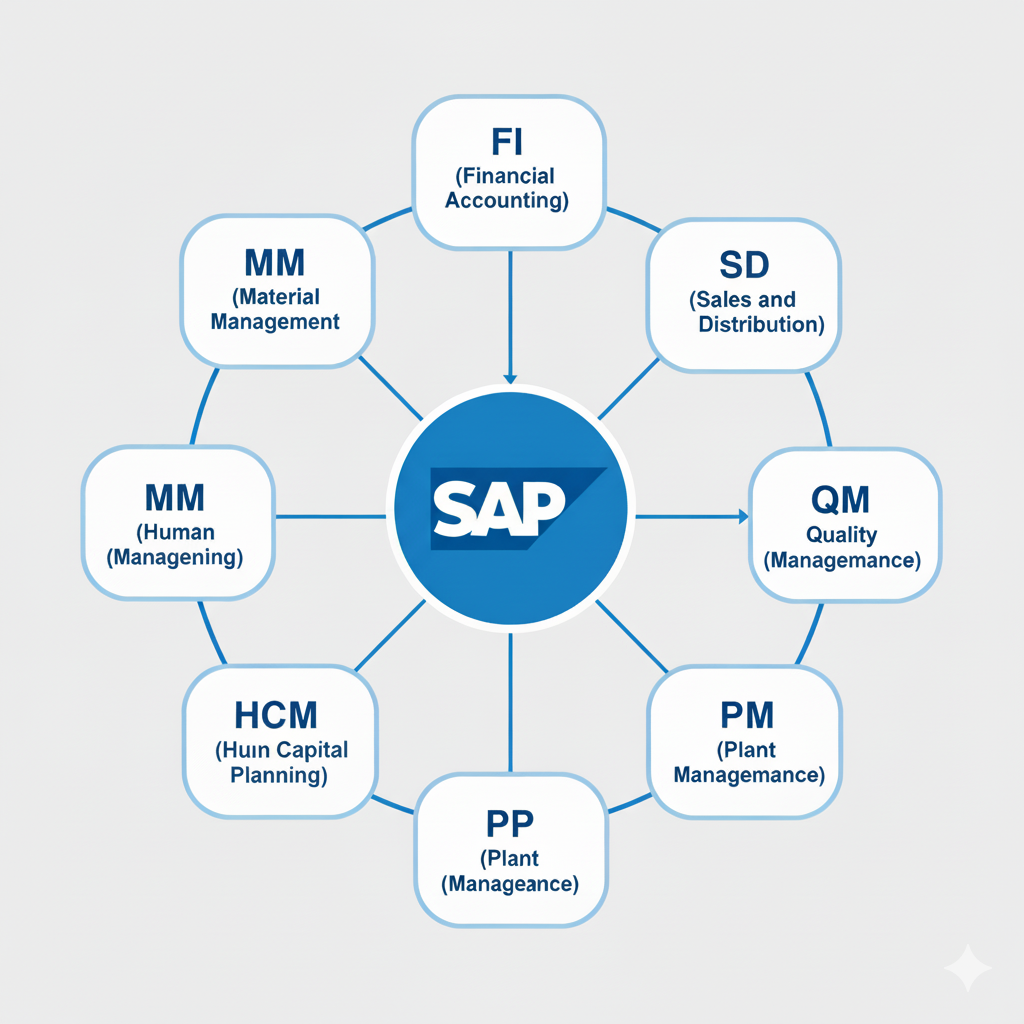 FI
(Financial
Accounting)
MM
(Material
Management
SD
(Sales and
Distribution)
SAP
MM
(Human
(Managening)
QM
Quality
(Managemance)
HCM
(Huın Capital
Planning)
PM
(Plant
Managemance)
PP
(Plant
(Manageance)